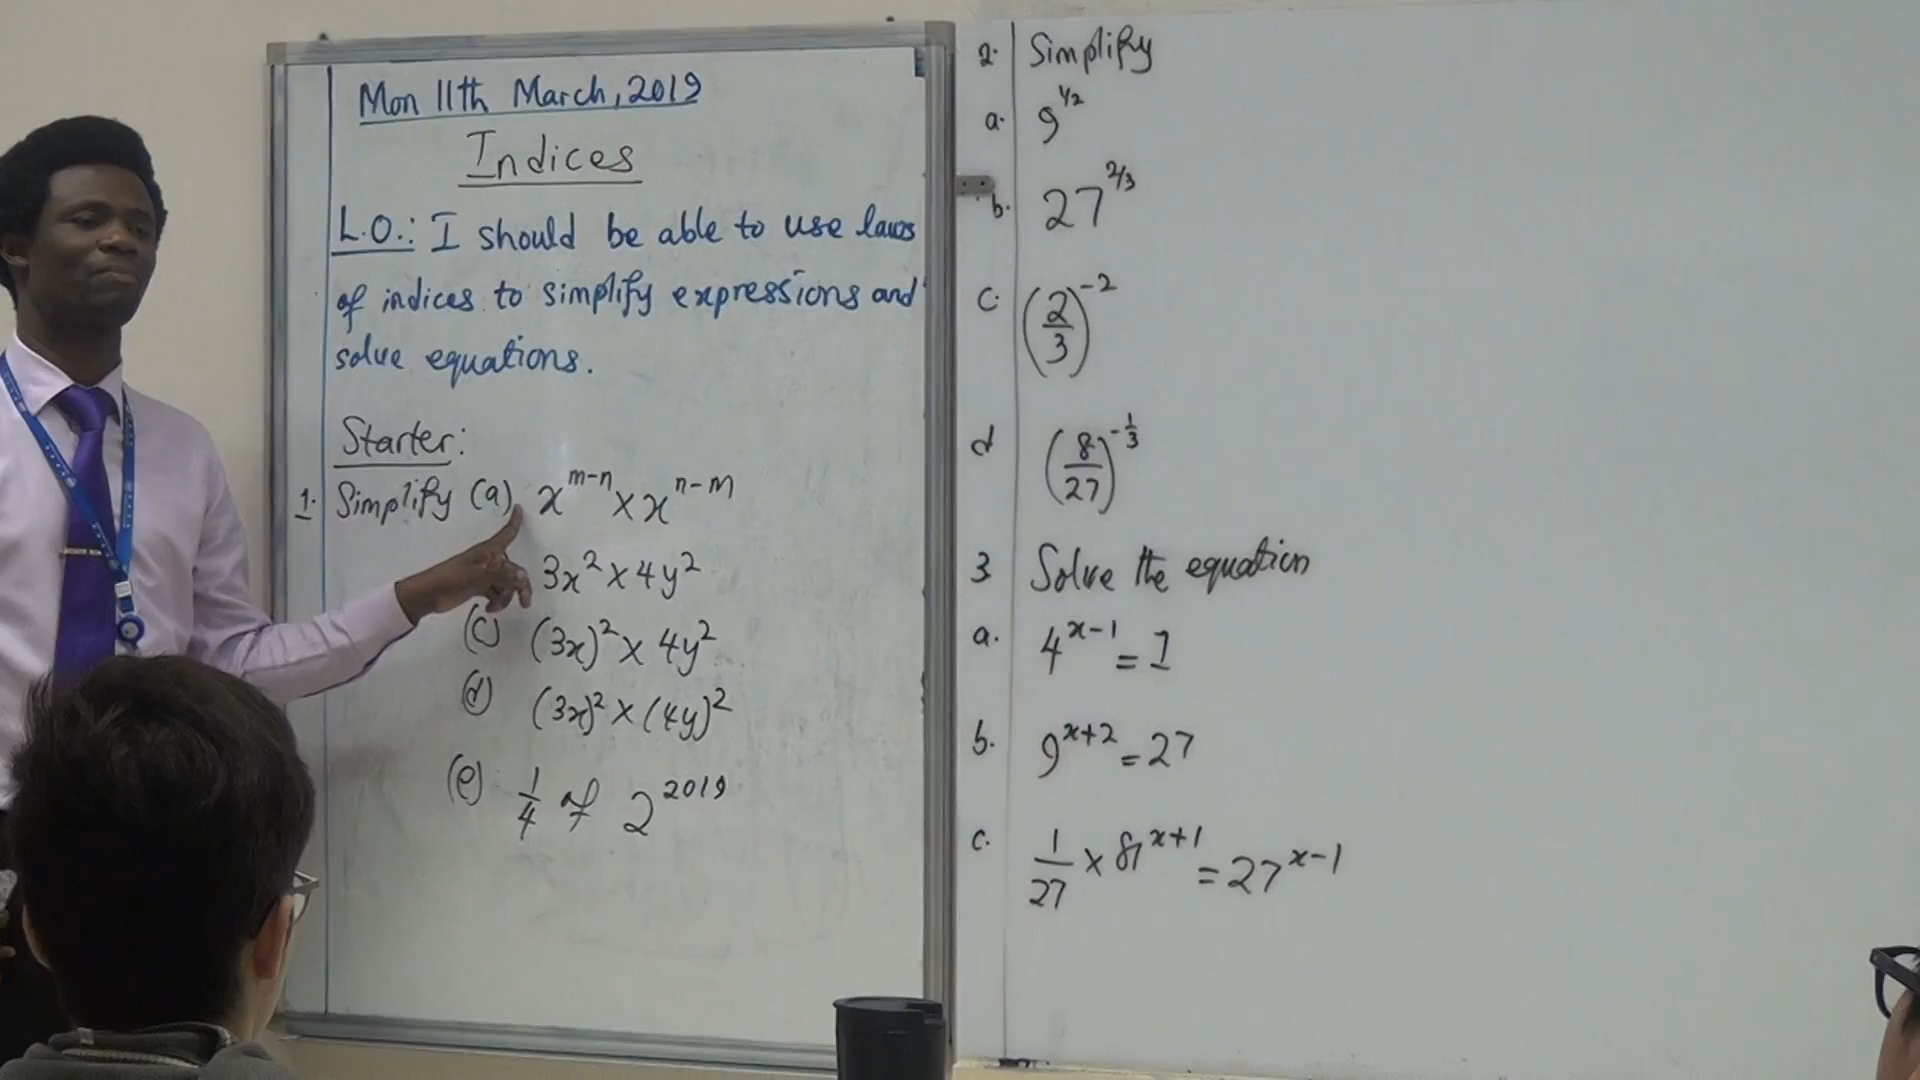 Mon 11th March, 2019
Indices
L.O.: I should be able to use laws
of indices to simplify expressions and
solve equations.
Starter:
1. Simplify (a) x^{m-n} × x^{n-m}
3x² × 4y²
(c) (3x)² × 4y²
(d) (3x)² × (4y)²
(e) 1/4 of 2^{2019}
2. Simplify
a. 9^{1/2}
b. 27^{2/3}
c. (2/3)^{-2}
d (8/27)^{-1/3}
3 Solve the equation
a. 4^{x-1} = 1
b. 9^{x+2} = 27
c. 1/27 × 81^{x+1} = 27^{x-1}